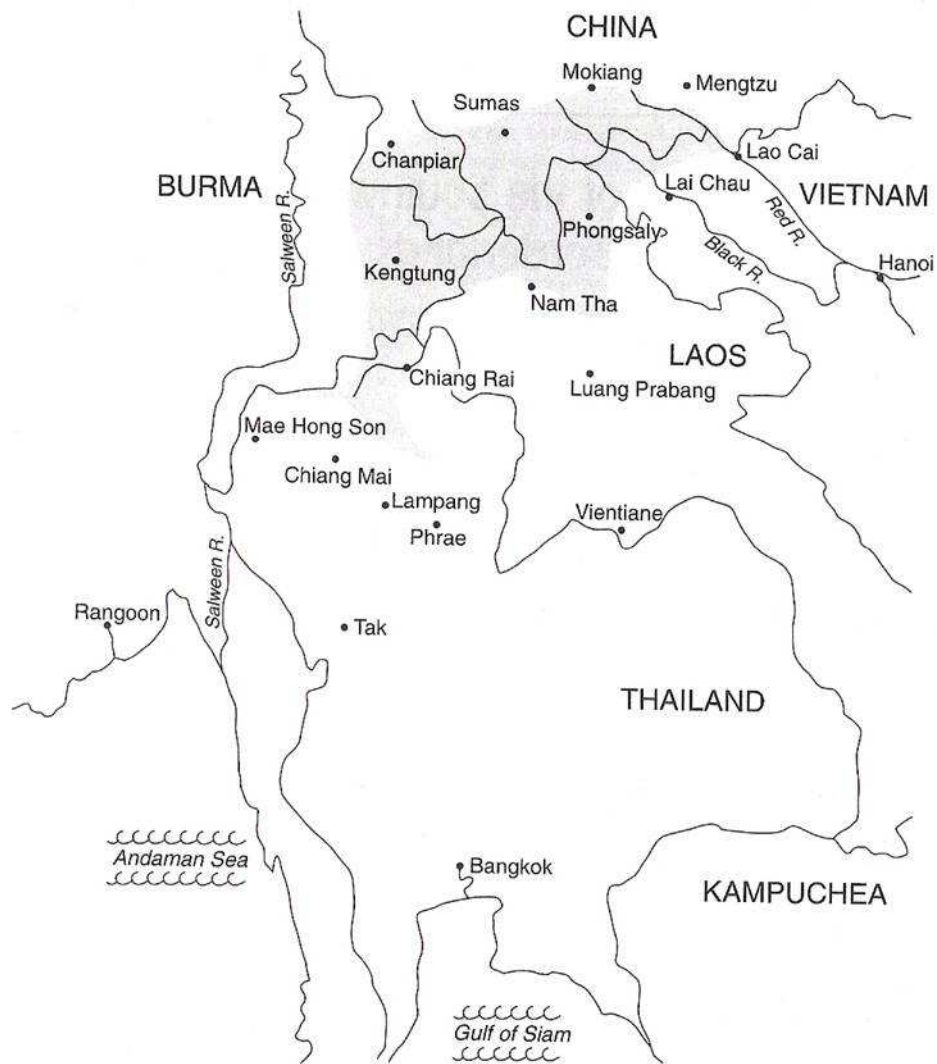 CHINA
Mokiang
Mengtzu
Sumas
Chanpiar
Lao Cai
BURMA
Lai Chau
VIETNAM
Salween R.
Phongsaly
Red R.
Black R.
Kengtung
Hanoi
Nam Tha
LAOS
Chiang Rai
Luang Prabang
Mae Hong Son
Chiang Mai
Lampang
Vientiane
Phrae
Salween R.
Rangoon
Tak
THAILAND
Andaman Sea
Bangkok
KAMPUCHEA
Gulf of Siam